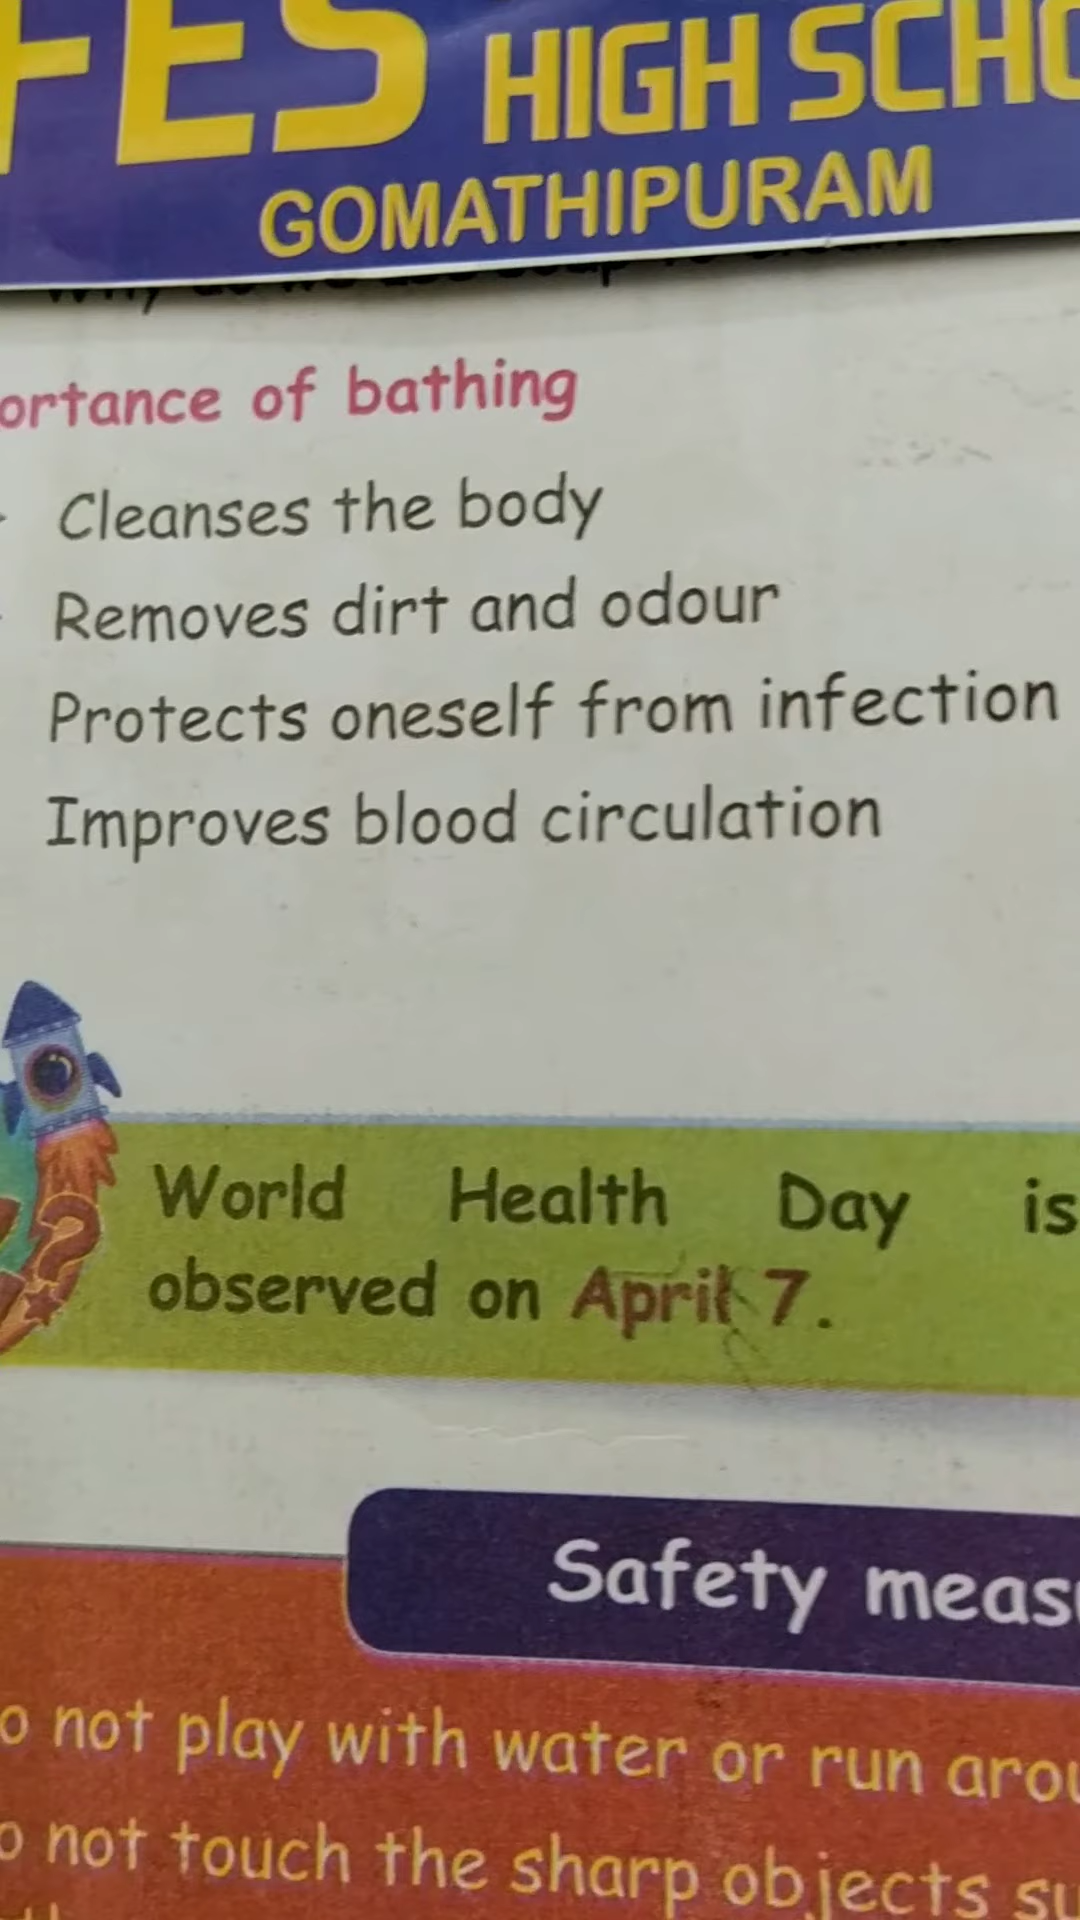 FES HIGH SCHO
GOMATHIPURAM
ortance of bathing
Cleanses the body
Removes dirt and odour
Protects oneself from infection
Improves blood circulation
World Health Day is
observed on April 7.
Safety meas
o not play with water or run arou
o not touch the sharp objects su